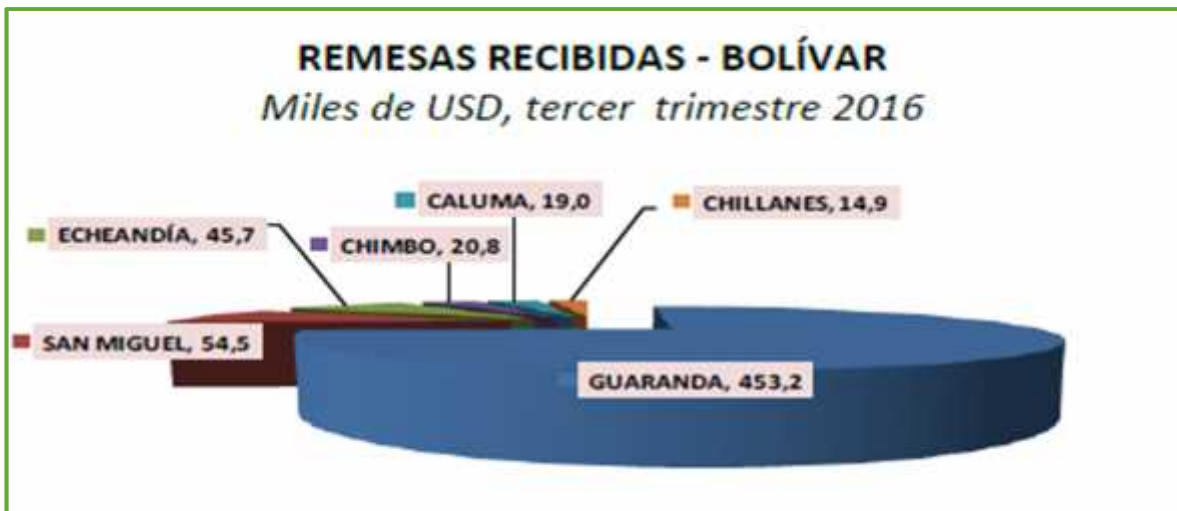 REMESAS RECIBIDAS - BOLÍVAR
Miles de USD, tercer trimestre 2016
CALUMA, 19,0
CHILLANES, 14,9
ECHEANDÍA, 45,7
CHIMBO, 20,8
SAN MIGUEL, 54,5
GUARANDA, 453,2